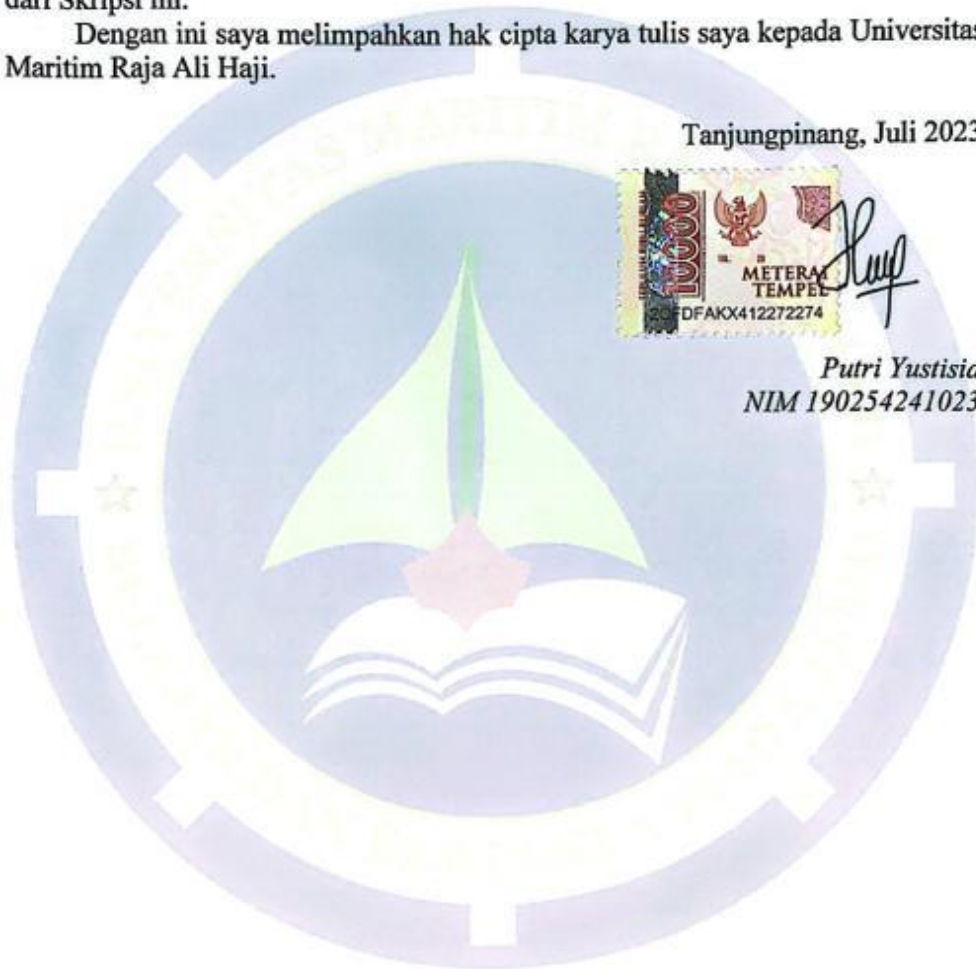 dari Skripsi ini.
Dengan ini saya melimpahkan hak cipta karya tulis saya kepada Universitas
Maritim Raja Ali Haji.
Tanjungpinang, Juli 2023
10000
METERAI
TEMPEL
FDFAKX412272274
Putri Yustisia
NIM 190254241023